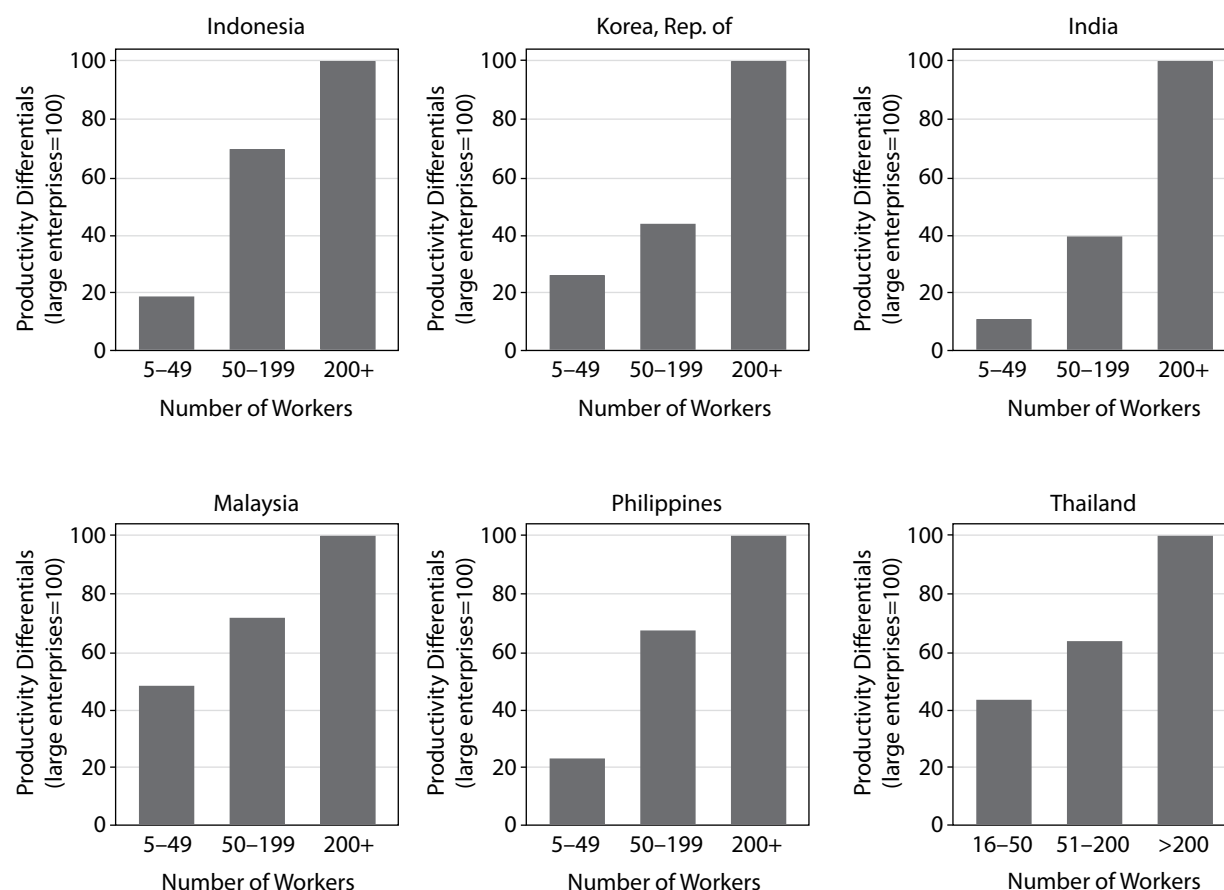 Indonesia
Productivity Differentials
(large enterprises=100)
100
80
60
40
20
0
5–49 50–199 200+
Number of Workers
Korea, Rep. of
Productivity Differentials
(large enterprises=100)
100
80
60
40
20
0
5–49 50–199 200+
Number of Workers
India
Productivity Differentials
(large enterprises=100)
100
80
60
40
20
0
5–49 50–199 200+
Number of Workers
Malaysia
Productivity Differentials
(large enterprises=100)
100
80
60
40
20
0
5–49 50–199 200+
Number of Workers
Philippines
Productivity Differentials
(large enterprises=100)
100
80
60
40
20
0
5–49 50–199 200+
Number of Workers
Thailand
Productivity Differentials
(large enterprises=100)
100
80
60
40
20
0
16–50 51–200 >200
Number of Workers